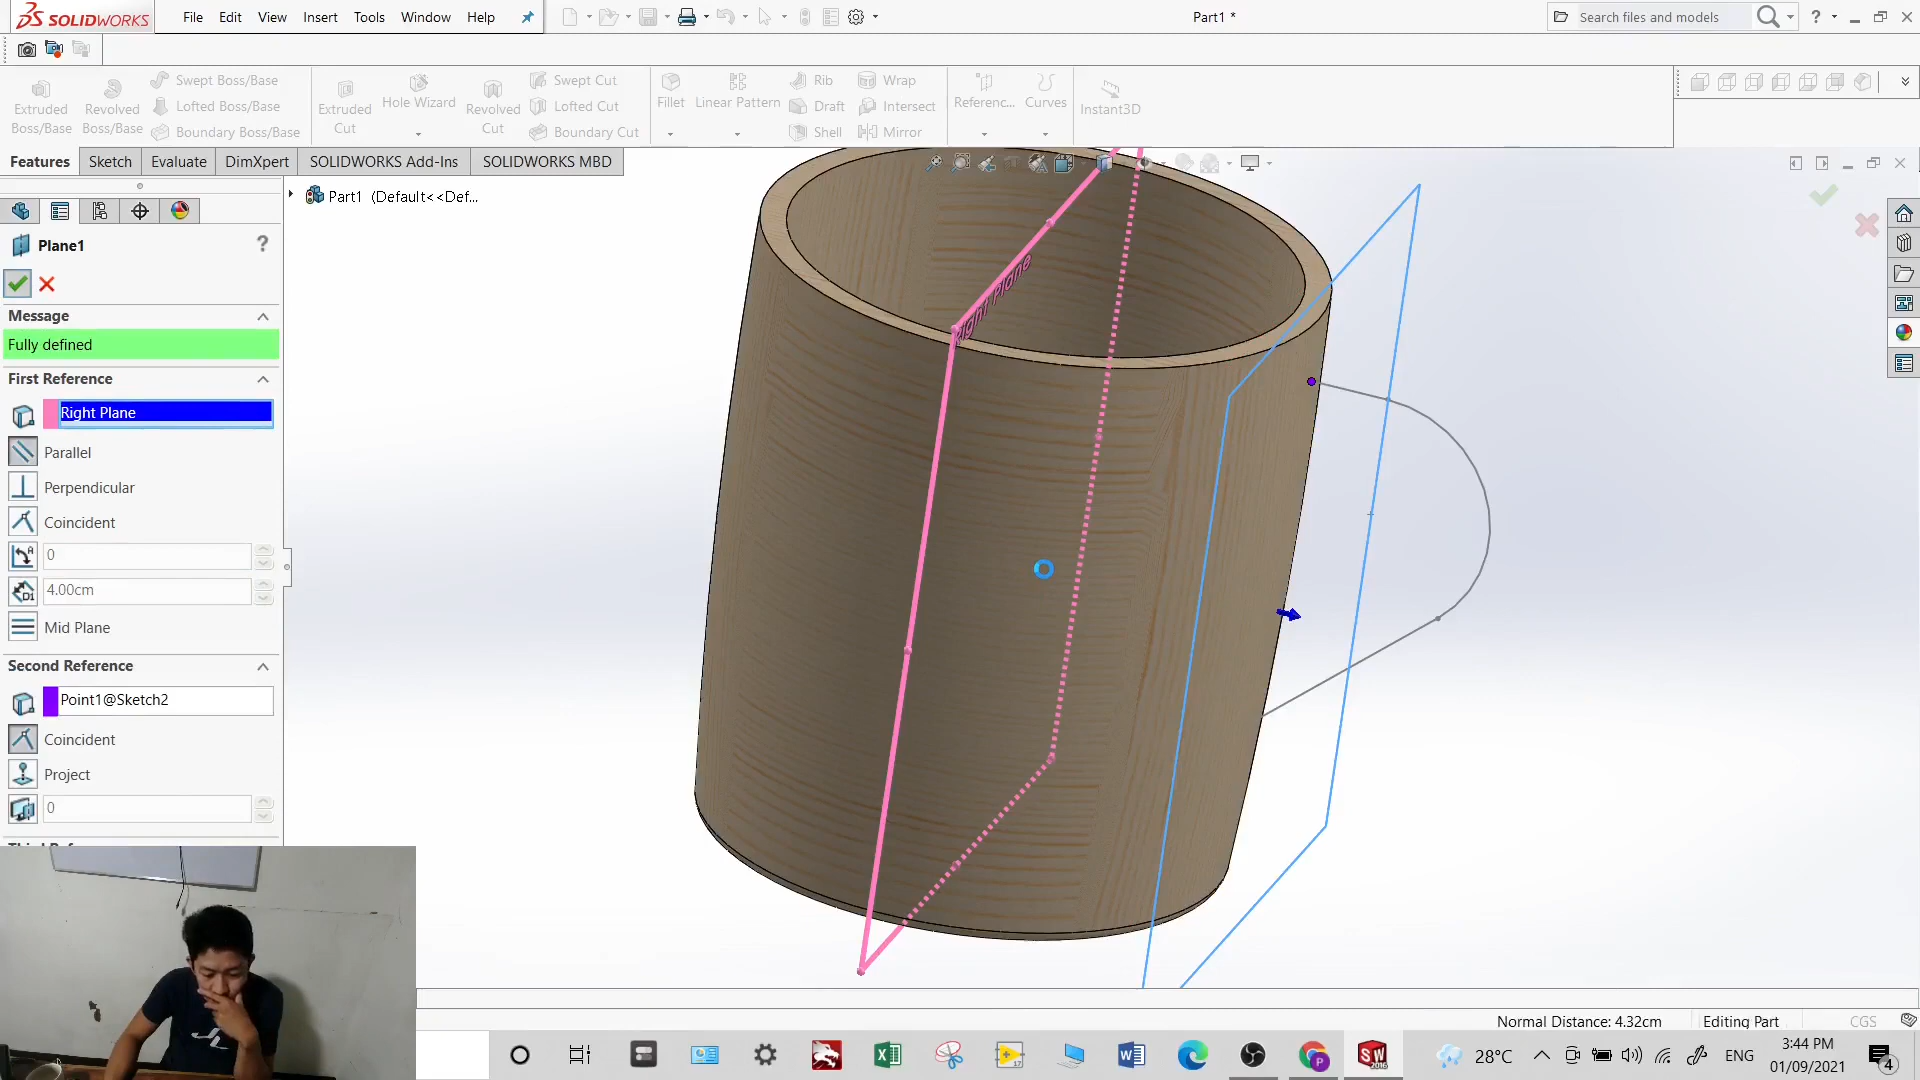 SOLIDWORKS
File Edit View Insert Tools Window Help
Part1 *
Search files and models
?
Extruded Boss/Base
Revolved Boss/Base
Swept Boss/Base
Lofted Boss/Base
Boundary Boss/Base
Extruded Cut
Hole Wizard
Revolved Cut
Swept Cut
Lofted Cut
Boundary Cut
Fillet
Linear Pattern
Rib
Draft
Shell
Wrap
Intersect
Mirror
Referenc...
Curves
Instant3D
Features Sketch Evaluate DimXpert SOLIDWORKS Add-Ins SOLIDWORKS MBD
Part1 (Default<<Def...
Plane1
?
Message
Fully defined
First Reference
Right Plane
Parallel
Perpendicular
Coincident
0
4.00cm
Mid Plane
Second Reference
Point1@Sketch2
Coincident
Project
0
Right Plane
Normal Distance: 4.32cm Editing Part CGS
28°C ENG
3:44 PM
01/09/2021
4